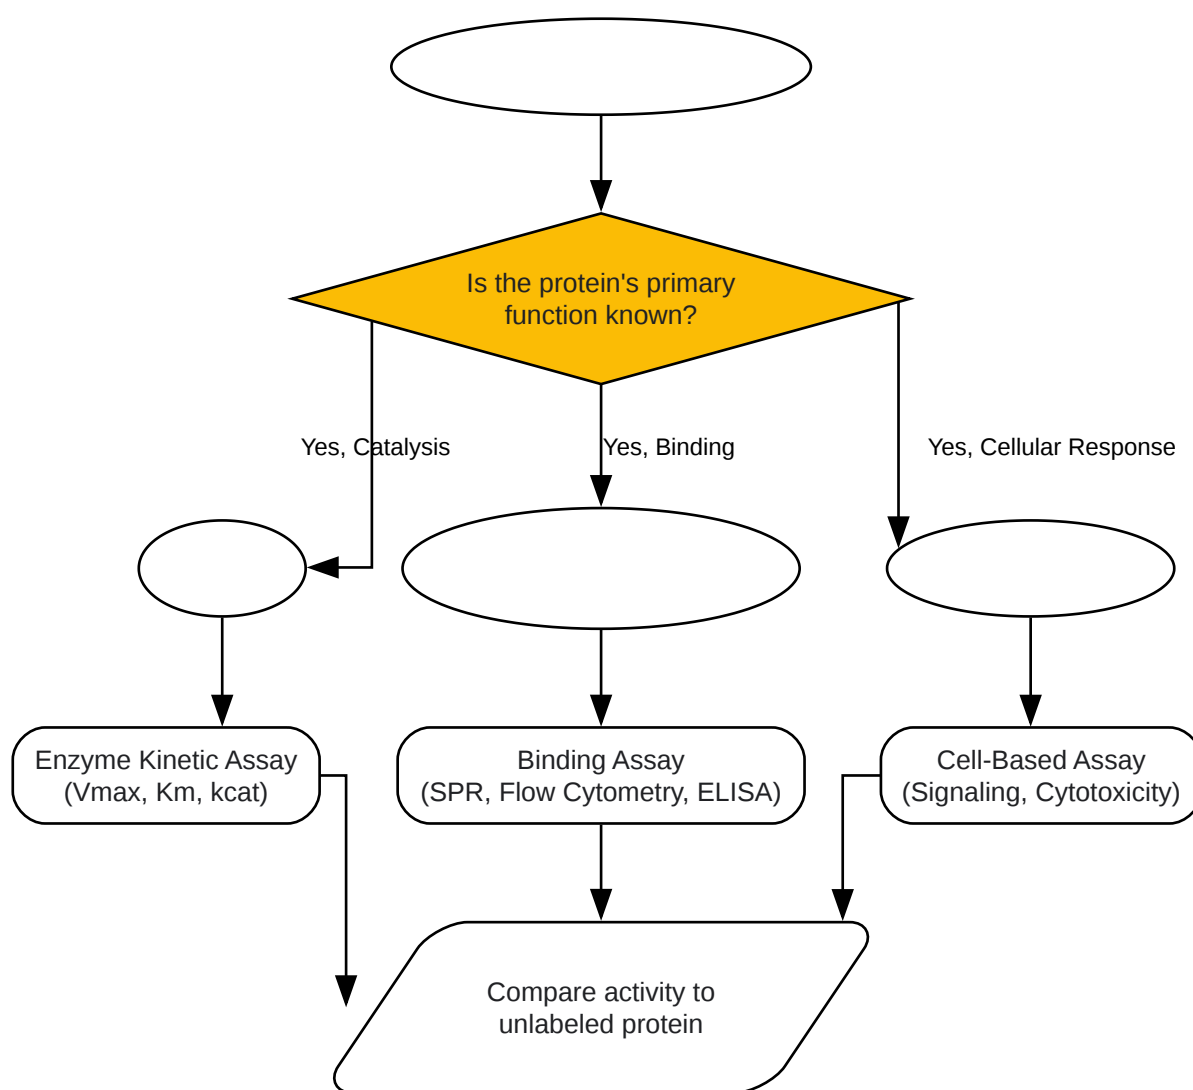 Is the protein's primary
function known?
Yes, Catalysis
Yes, Binding
Yes, Cellular Response
Enzyme Kinetic Assay
(Vmax, Km, kcat)
Binding Assay
(SPR, Flow Cytometry, ELISA)
Cell-Based Assay
(Signaling, Cytotoxicity)
Compare activity to
unlabeled protein